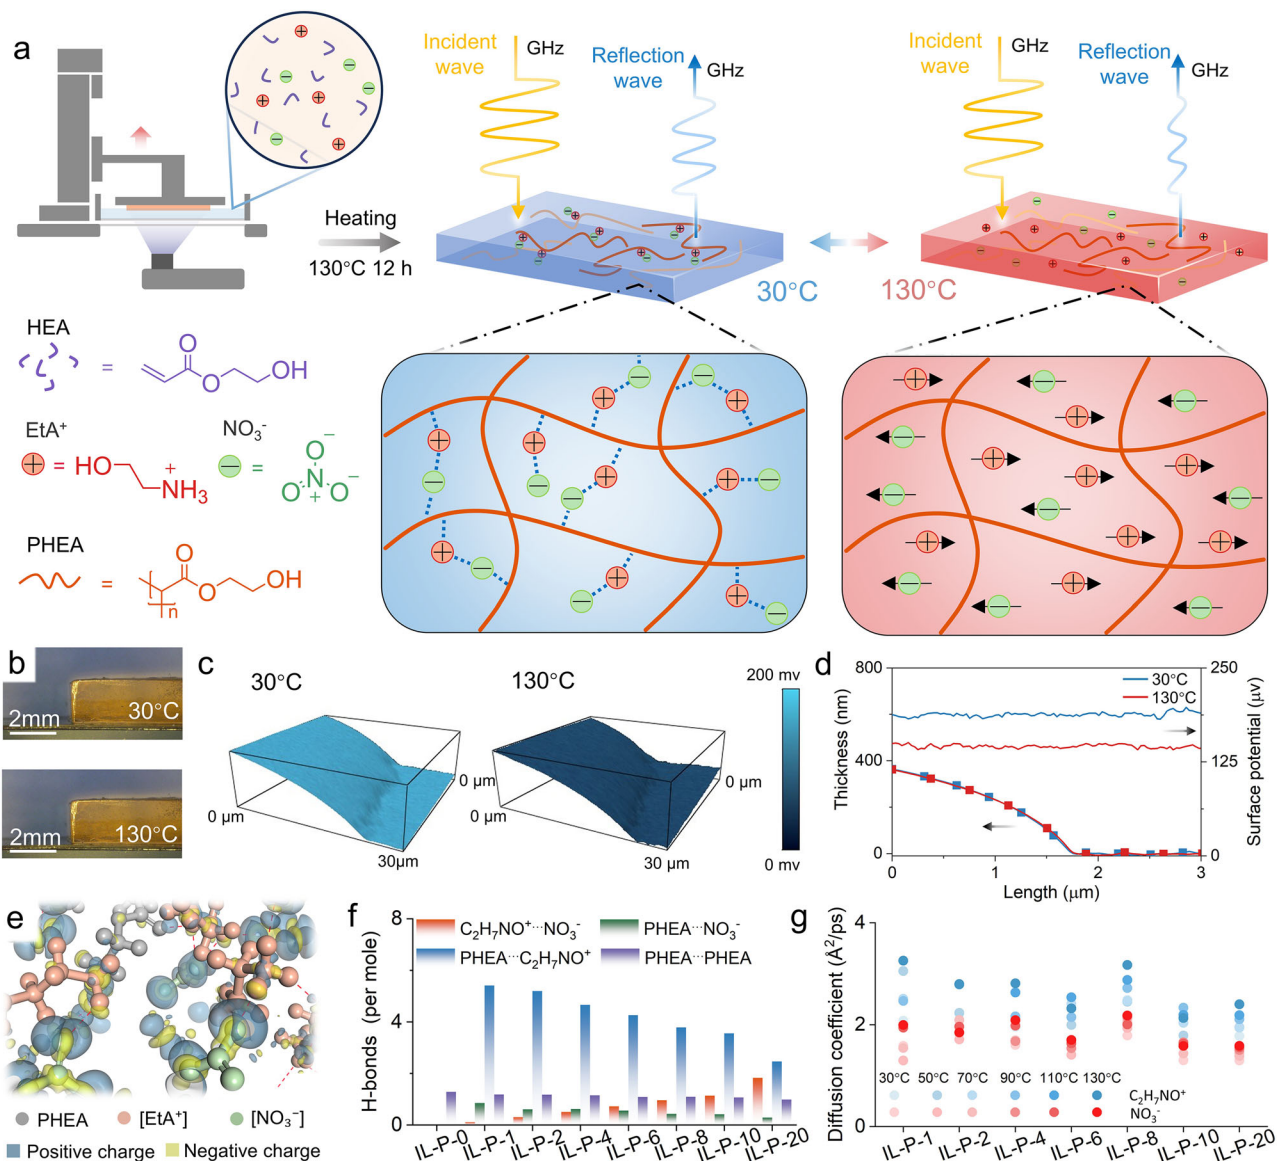 a
Incident
wave
GHz
Reflection
wave
GHz
Incident
wave
GHz
Reflection
wave
GHz
Heating
130°C 12 h
30°C
130°C
HEA
=
O
O
OH
EtA⁺
= HO
+
NH₃
NO₃⁻
=
O⁻
N
+
O
O⁻
PHEA
=
O
O
OH
n
b
2mm
30°C
2mm
130°C
c
30°C
130°C
200 mv
0 mv
0 μm
0 μm
30μm
0 μm
0 μm
30 μm
d
800
400
0
Thickness (nm)
250
125
0
Surface potential (μv)
30°C
130°C
0
1
2
3
Length (μm)
e
PHEA
[EtA⁺]
[NO₃⁻]
Positive charge
Negative charge
f
8
4
0
H-bonds (per mole)
C₂H₇NO⁺···NO₃⁻
PHEA···NO₃⁻
PHEA···C₂H₇NO⁺
PHEA···PHEA
IL-P-0
IL-P-1
IL-P-2
IL-P-4
IL-P-6
IL-P-8
IL-P-10
IL-P-20
g
4
2
0
Diffusion coefficient (Å²/ps)
30°C
50°C
70°C
90°C
110°C
130°C
C₂H₇NO⁺
NO₃⁻
IL-P-1
IL-P-2
IL-P-4
IL-P-6
IL-P-8
IL-P-10
IL-P-20